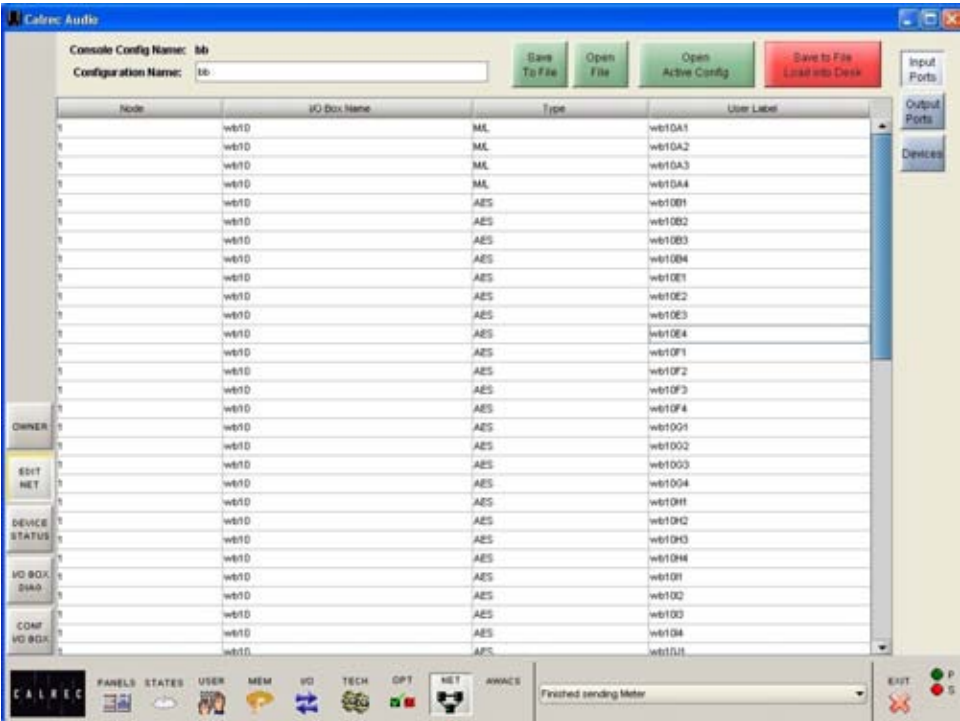 Calrec Audio
Console Config Name: bb
Configuration Name: bb
Save To File
Open File
Open Active Config
Save to File Load into Desk
Input Ports
Output Ports
Devices
Node I/O Box Name Type User Label
1 wb10 M/L wb10A1
1 wb10 M/L wb10A2
1 wb10 M/L wb10A3
1 wb10 M/L wb10A4
1 wb10 AES wb10B1
1 wb10 AES wb10B2
1 wb10 AES wb10B3
1 wb10 AES wb10B4
1 wb10 AES wb10E1
1 wb10 AES wb10E2
1 wb10 AES wb10E3
1 wb10 AES wb10E4
1 wb10 AES wb10F1
1 wb10 AES wb10F2
1 wb10 AES wb10F3
1 wb10 AES wb10F4
1 wb10 AES wb10G1
1 wb10 AES wb10G2
1 wb10 AES wb10G3
1 wb10 AES wb10G4
1 wb10 AES wb10H1
1 wb10 AES wb10H2
1 wb10 AES wb10H3
1 wb10 AES wb10H4
1 wb10 AES wb10I1
1 wb10 AES wb10I2
1 wb10 AES wb10I3
1 wb10 AES wb10I4
wb10 AES wb10J1
OWNER
EDIT NET
DEVICE STATUS
I/O BOX DIAG
CONF I/O BOX
CALREC
PANELS STATES USER MEM I/O TECH OPT NET AWACS
Finished sending Meter
EXIT
P
S